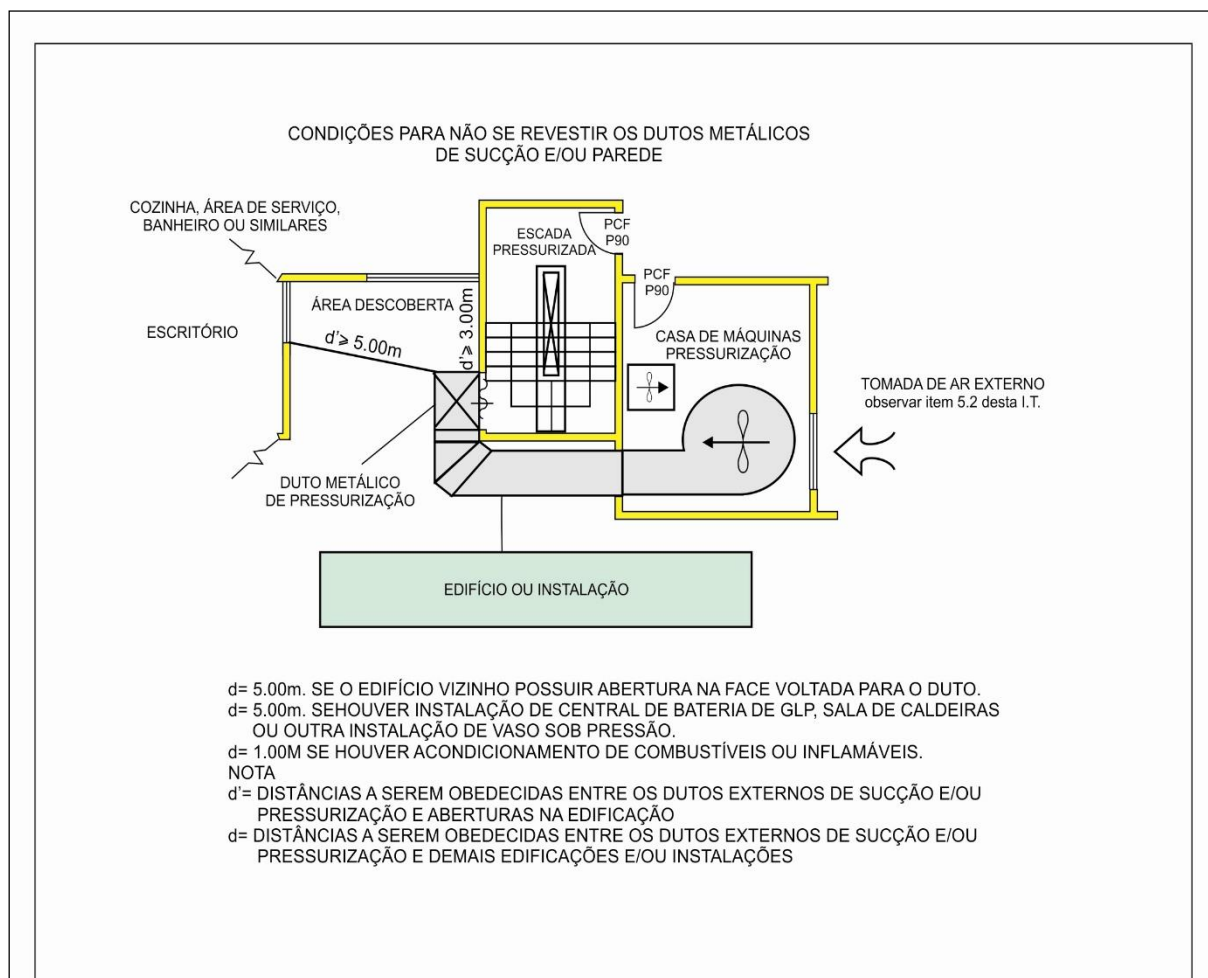 CONDIÇÕES PARA NÃO SE REVESTIR OS DUTOS METÁLICOS
DE SUCÇÃO E/OU PAREDE
COZINHA, ÁREA DE SERVIÇO,
BANHEIRO OU SIMILARES
ESCADA
PRESSURIZADA
PCF
P90
PCF
P90
ÁREA DESCOBERTA
ESCRITÓRIO
d'⩾ 5.00m
d'⩾ 3.00m
CASA DE MÁQUINAS
PRESSURIZAÇÃO
TOMADA DE AR EXTERNO
observar item 5.2 desta I.T.
DUTO METÁLICO
DE PRESSURIZAÇÃO
EDIFÍCIO OU INSTALAÇÃO
d= 5.00m. SE O EDIFÍCIO VIZINHO POSSUIR ABERTURA NA FACE VOLTADA PARA O DUTO.
d= 5.00m. SEHOUVER INSTALAÇÃO DE CENTRAL DE BATERIA DE GLP, SALA DE CALDEIRAS
OU OUTRA INSTALAÇÃO DE VASO SOB PRESSÃO.
d= 1.00M SE HOUVER ACONDICIONAMENTO DE COMBUSTÍVEIS OU INFLAMÁVEIS.
NOTA
d'= DISTÂNCIAS A SEREM OBEDECIDAS ENTRE OS DUTOS EXTERNOS DE SUCÇÃO E/OU
PRESSURIZAÇÃO E ABERTURAS NA EDIFICAÇÃO
d= DISTÂNCIAS A SEREM OBEDECIDAS ENTRE OS DUTOS EXTERNOS DE SUCÇÃO E/OU
PRESSURIZAÇÃO E DEMAIS EDIFICAÇÕES E/OU INSTALAÇÕES